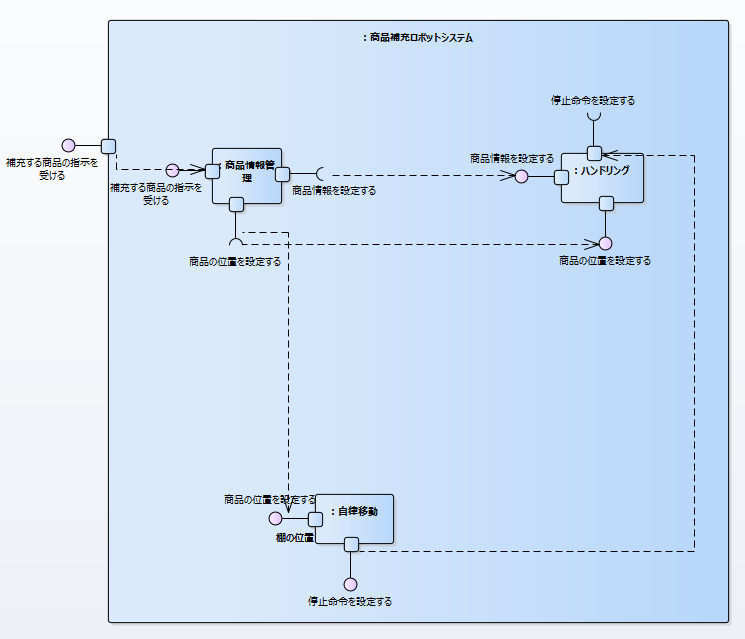 ：商品補充ロボットシステム
停止命令を設定する
補充する商品の指示を
受ける
：商品情報管
理
商品情報を設定する
：ハンドリング
補充する商品の指示を
受ける
商品情報を設定する
商品の位置を設定する
商品の位置を設定する
商品の位置を設定する
：自律移動
棚の位置
停止命令を設定する